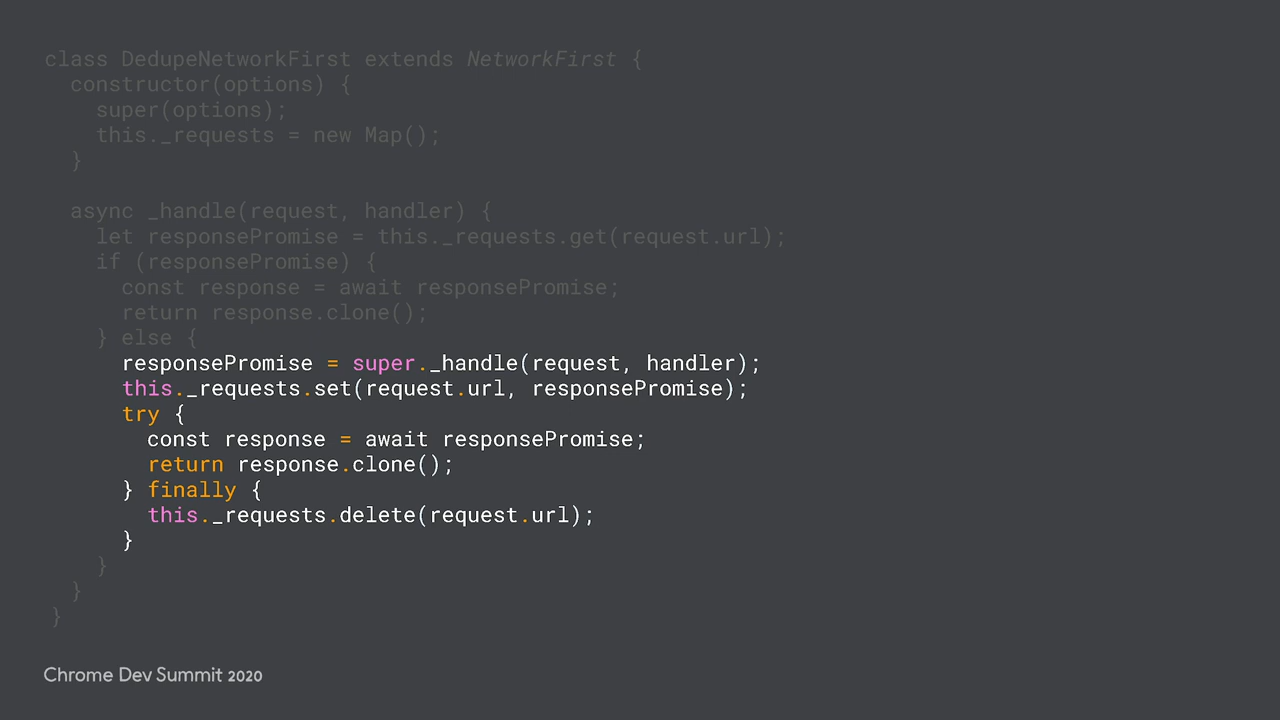 class DedupeNetworkFirst extends NetworkFirst {
  constructor(options) {
    super(options);
    this._requests = new Map();
  }

  async _handle(request, handler) {
    let responsePromise = this._requests.get(request.url);
    if (responsePromise) {
      const response = await responsePromise;
      return response.clone();
    } else {
      responsePromise = super._handle(request, handler);
      this._requests.set(request.url, responsePromise);
      try {
        const response = await responsePromise;
        return response.clone();
      } finally {
        this._requests.delete(request.url);
      }
    }
  }
}
Chrome Dev Summit 2020